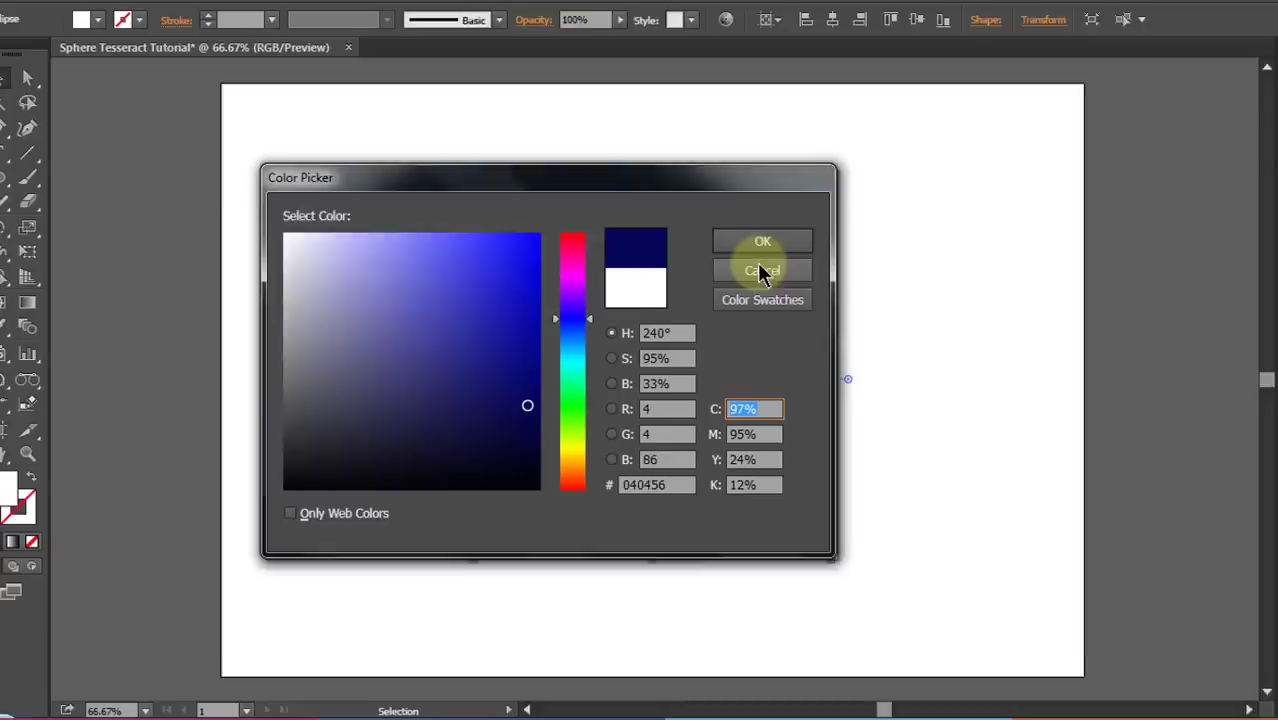 lipse
Stroke:
Basic
Opacity: 100%
Style:
Shape:
Transform
Sphere Tesseract Tutorial* @ 66.67% (RGB/Preview) ×
Color Picker
Select Color:
OK
Cancel
Color Swatches
H: 240°
S: 95%
B: 33%
R: 4
C: 97%
G: 4
M: 95%
B: 86
Y: 24%
# 040456
K: 12%
Only Web Colors
66.67%
1
Selection